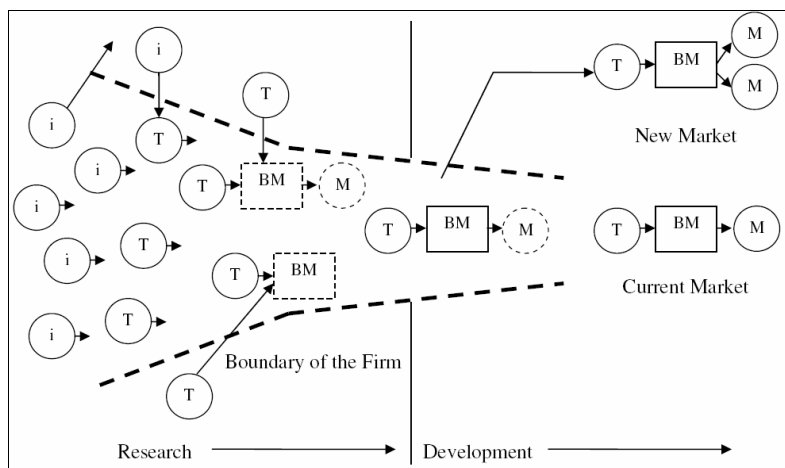 i
M
T
BM
T
M
i
T
New Market
i
T
BM
M
i
T
BM
M
T
BM
M
i
T
T
BM
Current Market
i
T
Boundary of the Firm
T
Research
Development